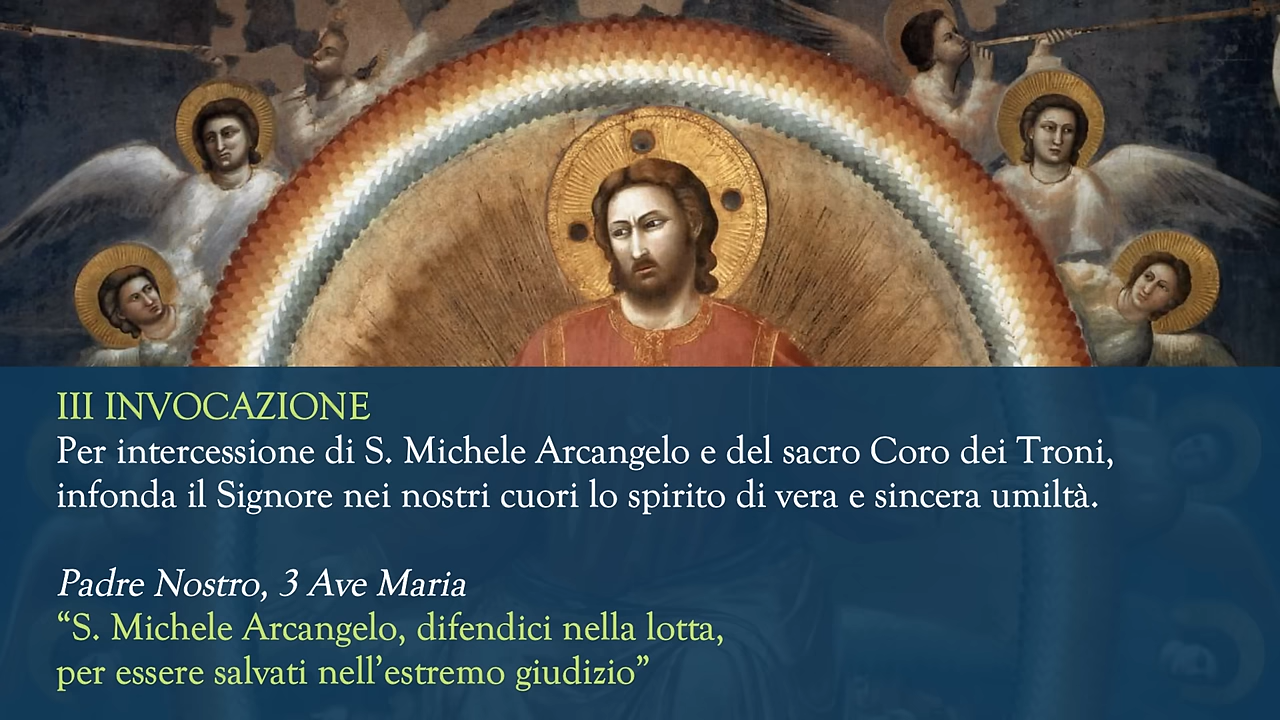 III INVOCAZIONE
Per intercessione di S. Michele Arcangelo e del sacro Coro dei Troni,
infonda il Signore nei nostri cuori lo spirito di vera e sincera umiltà.
Padre Nostro, 3 Ave Maria
“S. Michele Arcangelo, difendici nella lotta,
per essere salvati nell’estremo giudizio”